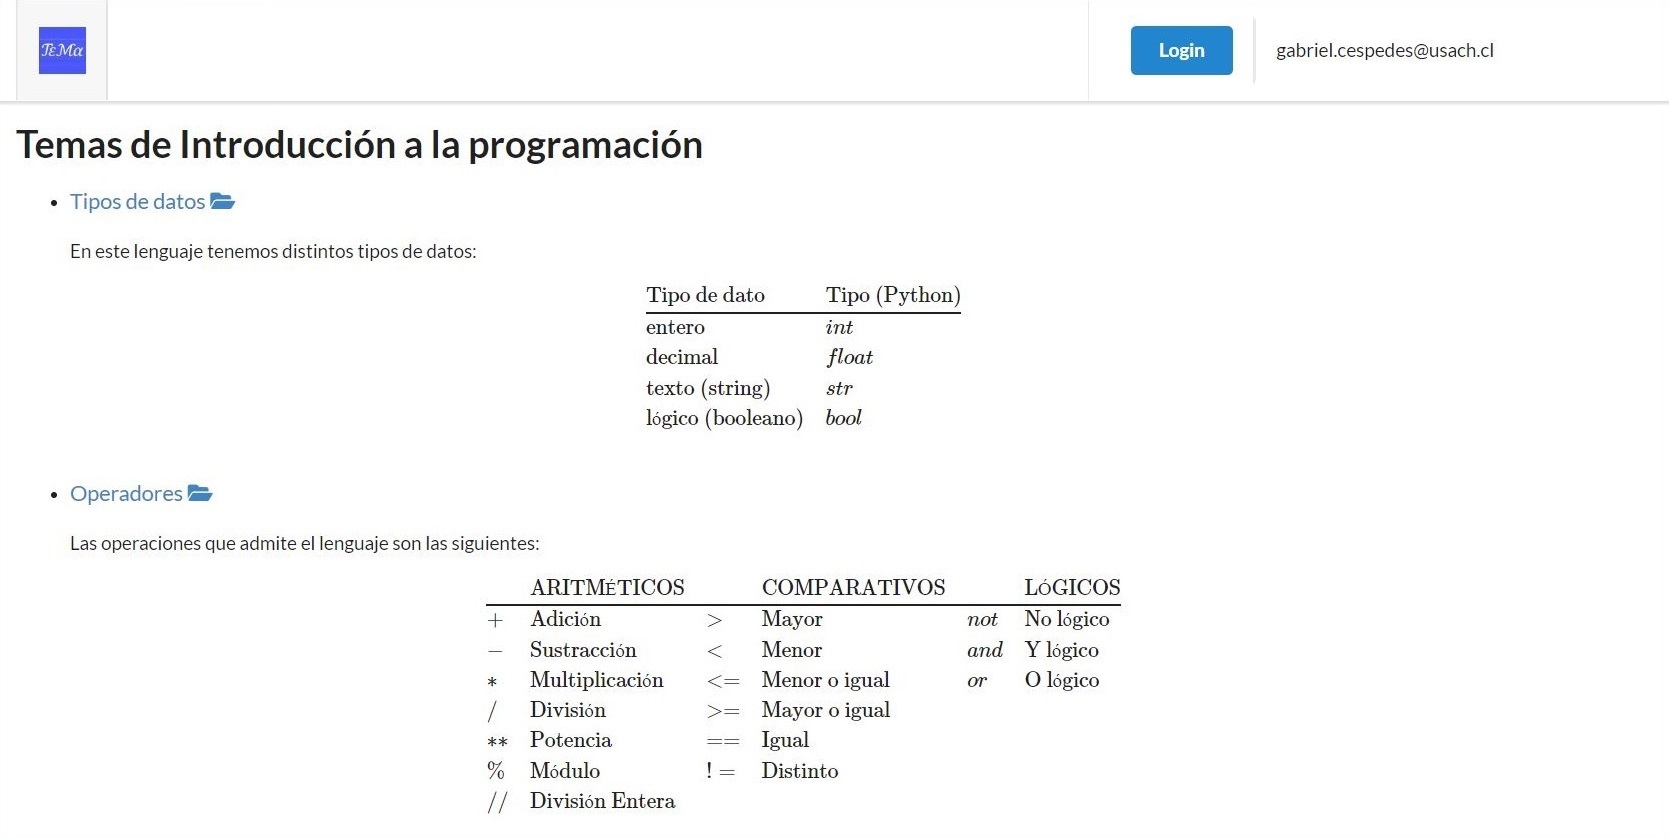 TεMα
Login
gabriel.cespedes@usach.cl
Temas de Introducción a la programación
Tipos de datos
En este lenguaje tenemos distintos tipos de datos:
Tipo de dato Tipo (Python)
entero int
decimal float
texto (string) str
lógico (booleano) bool
Operadores
Las operaciones que admite el lenguaje son las siguientes:
ARITMÉTICOS COMPARATIVOS LÓGICOS
+ Adición > Mayor not No lógico
− Sustracción < Menor and Y lógico
* Multiplicación <= Menor o igual or O lógico
/ División >= Mayor o igual
** Potencia == Igual
% Módulo ! = Distinto
// División Entera